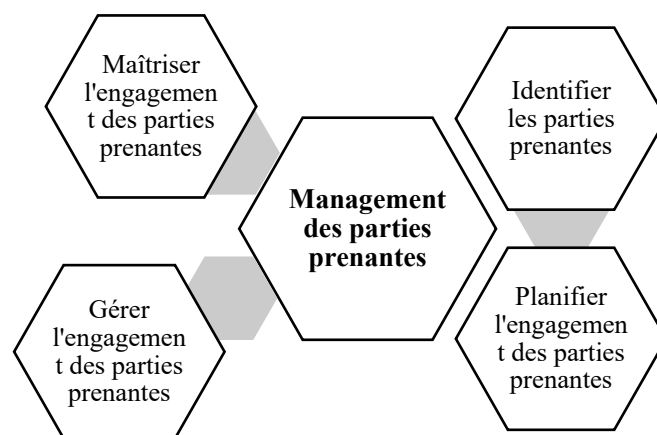 Maîtriser
l'engagemen
t des parties
prenantes
Identifier
les parties
prenantes
Management
des parties
prenantes
Gérer
l'engagemen
t des parties
prenantes
Planifier
l'engagemen
t des parties
prenantes